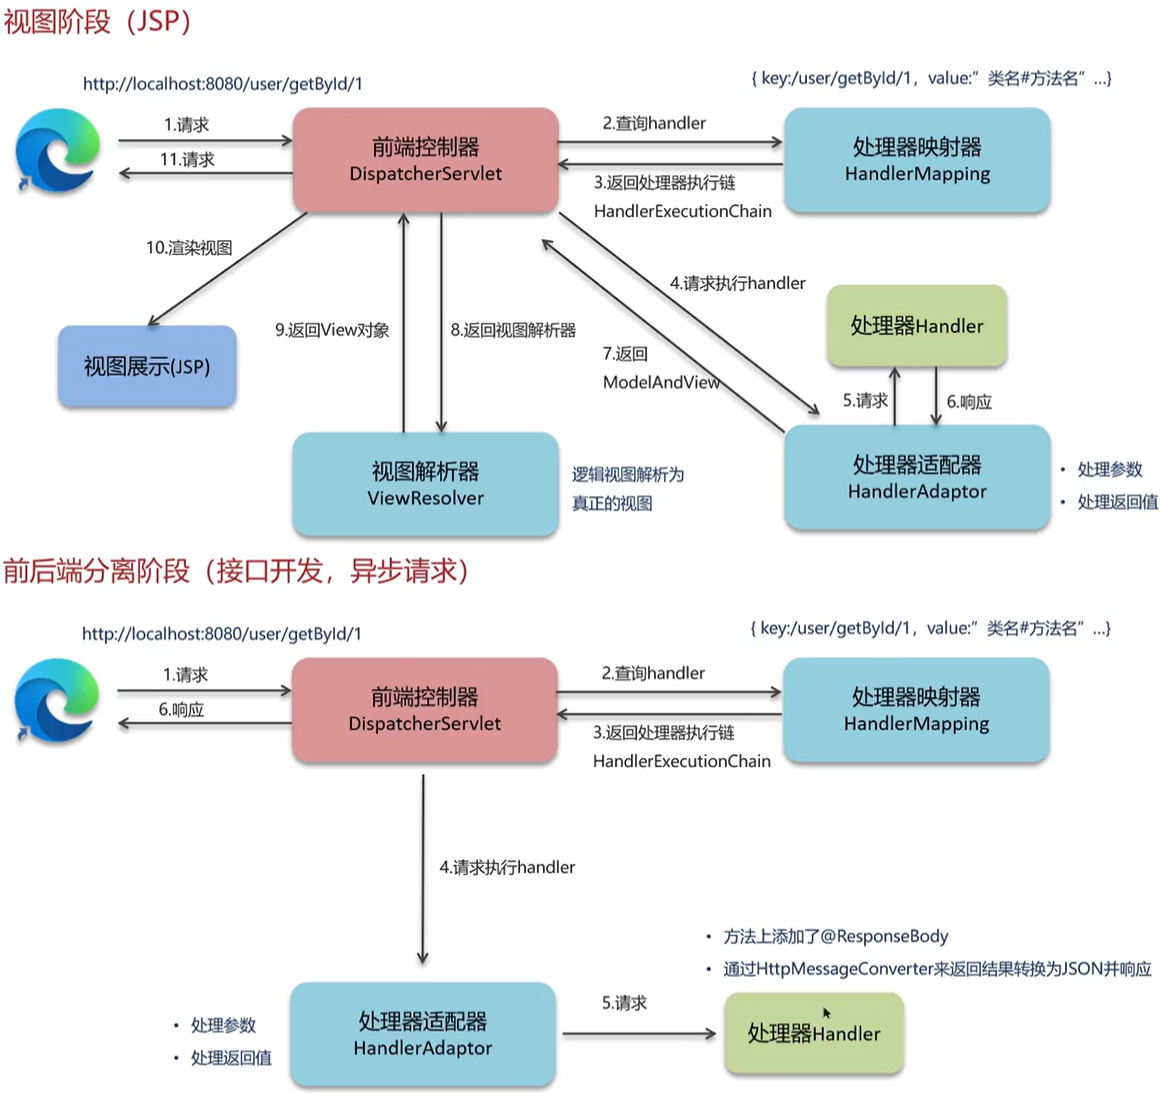 视图阶段（JSP）
http://localhost:8080/user/getById/1
{ key:/user/getById/1，value:”类名#方法名”...}
1.请求
11.请求
前端控制器
DispatcherServlet
2.查询handler
3.返回处理器执行链
HandlerExecutionChain
处理器映射器
HandlerMapping
10.渲染视图
视图展示(JSP)
9.返回View对象
8.返回视图解析器
4.请求执行handler
7.返回
ModelAndView
处理器Handler
5.请求
6.响应
视图解析器
ViewResolver
逻辑视图解析为
真正的视图
处理器适配器
HandlerAdaptor
• 处理参数
• 处理返回值
前后端分离阶段（接口开发，异步请求）
http://localhost:8080/user/getById/1
{ key:/user/getById/1，value:”类名#方法名”...}
1.请求
6.响应
前端控制器
DispatcherServlet
2.查询handler
3.返回处理器执行链
HandlerExecutionChain
处理器映射器
HandlerMapping
4.请求执行handler
• 方法上添加了@ResponseBody
• 通过HttpMessageConverter来返回结果转换为JSON并响应
• 处理参数
• 处理返回值
处理器适配器
HandlerAdaptor
5.请求
处理器Handler